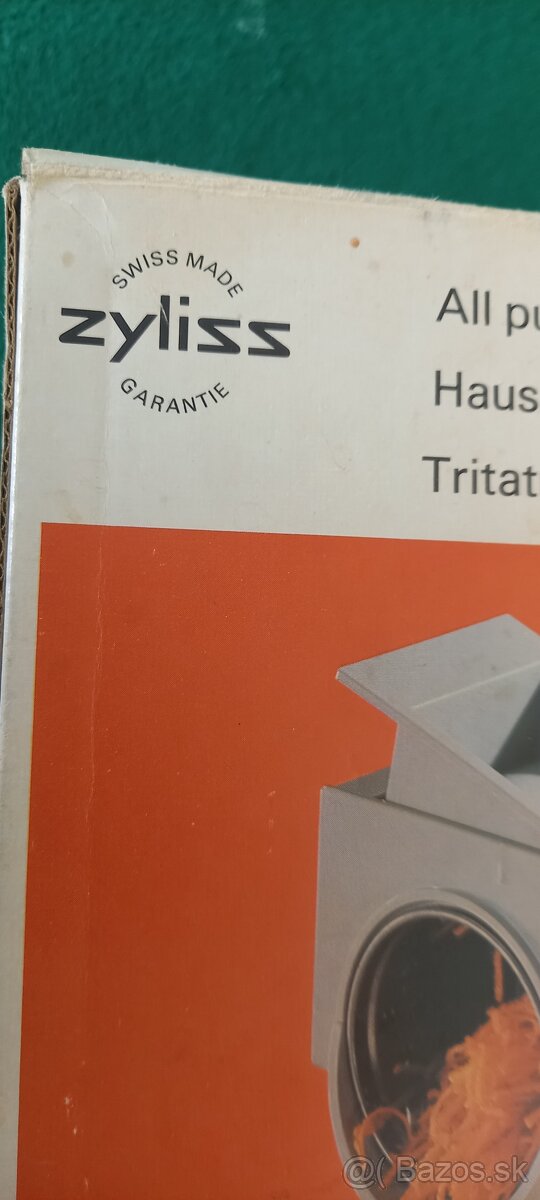 SWISS MADE
zyliss
GARANTIE
All pu
Haus
Tritat
@(Bazos.sk